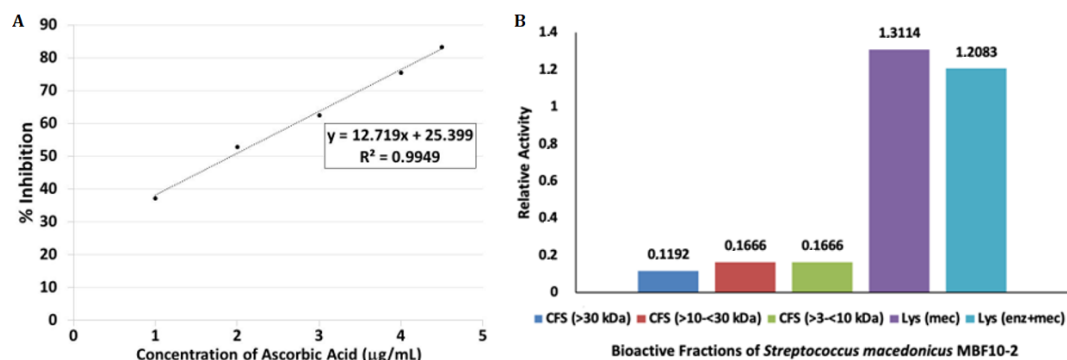 A
90
80
70
60
50
40
30
20
10
0
% Inhibition
y = 12.719x + 25.399
R² = 0.9949
0 1 2 3 4 5
Concentration of Ascorbic Acid (µg/mL)
B
1.4
1.2
1
0.8
0.6
0.4
0.2
0
Relative Activity
0,1192
0,1666
0.1666
1.3114
1.2083
CFS (>30 kDa) CFS (>10-<30 kDa) CFS (>3-<10 kDa) Lys (mec) Lys (enz+mec)
Bioactive Fractions of Streptococcus macedonicus MBF10-2